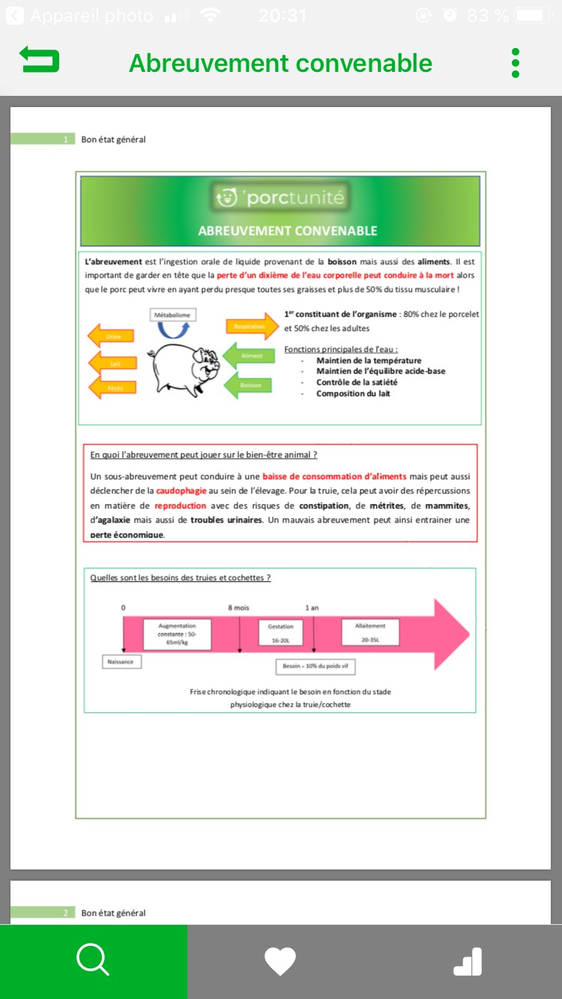 Appareil photo
20:31
83 %
Abreuvement convenable
1 Bon état général
'porctunité
ABREUVEMENT CONVENABLE
L'abreuvement est l'ingestion orale de liquide provenant de la boisson mais aussi des aliments. Il est
important de garder en tête que la perte d'un dixième de l'eau corporelle peut conduire à la mort alors
que le porc peut vivre en ayant perdu presque toutes ses graisses et plus de 50% du tissu musculaire !
Métabolisme
Respiration
Urine
Lait
Fécès
Aliment
Boisson
1er constituant de l'organisme : 80% chez le porcelet
et 50% chez les adultes
Fonctions principales de l'eau :
- Maintien de la température
- Maintien de l'équilibre acide-base
- Contrôle de la satiété
- Composition du lait
En quoi l'abreuvement peut jouer sur le bien-être animal ?
Un sous-abreuvement peut conduire à une baisse de consommation d'aliments mais peut aussi
déclencher de la caudophagie au sein de l'élevage. Pour la truie, cela peut avoir des répercussions
en matière de reproduction avec des risques de constipation, de métrites, de mammites,
d'agalaxie mais aussi de troubles urinaires. Un mauvais abreuvement peut ainsi entrainer une
perte économique.
Quelles sont les besoins des truies et cochettes ?
0
8 mois
1 an
Augmentation
constante : 50-
65ml/kg
Gestation
16-20L
Allaitement
20-35L
Naissance
Besoin = 10% du poids vif
Frise chronologique indiquant le besoin en fonction du stade
physiologique chez la truie/cochette
2 Bon état général